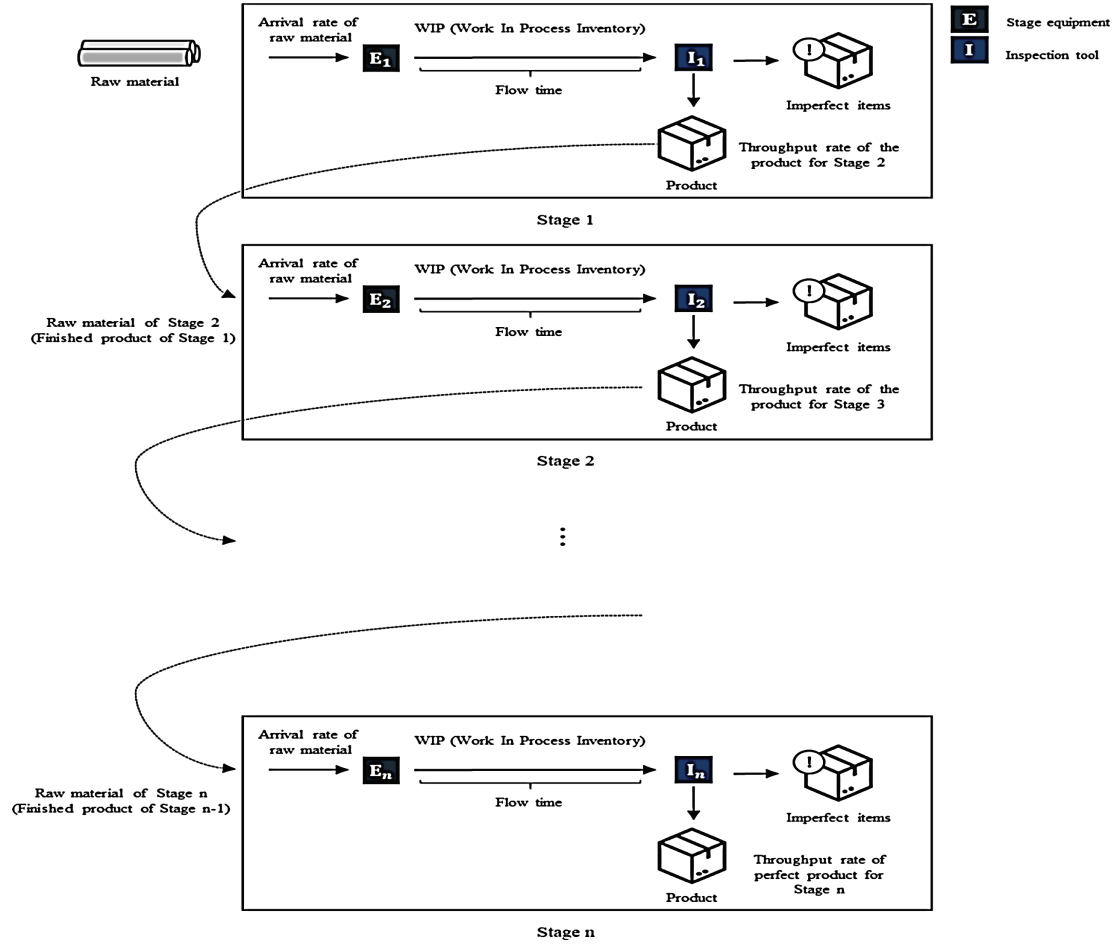 E Stage equipment
I Inspection tool
Raw material
Arrival rate of
raw material
WIP (Work In Process Inventory)
E1
I1
Flow time
Imperfect items
Throughput rate of the
product for Stage 2
Product
Stage 1
Raw material of Stage 2
(Finished product of Stage 1)
Arrival rate of
raw material
WIP (Work In Process Inventory)
E2
I2
Flow time
Imperfect items
Throughput rate of the
product for Stage 3
Product
Stage 2
⋮
Raw material of Stage n
(Finished product of Stage n-1)
Arrival rate of
raw material
WIP (Work In Process Inventory)
En
In
Flow time
Imperfect items
Throughput rate of
perfect product for
Stage n
Product
Stage n